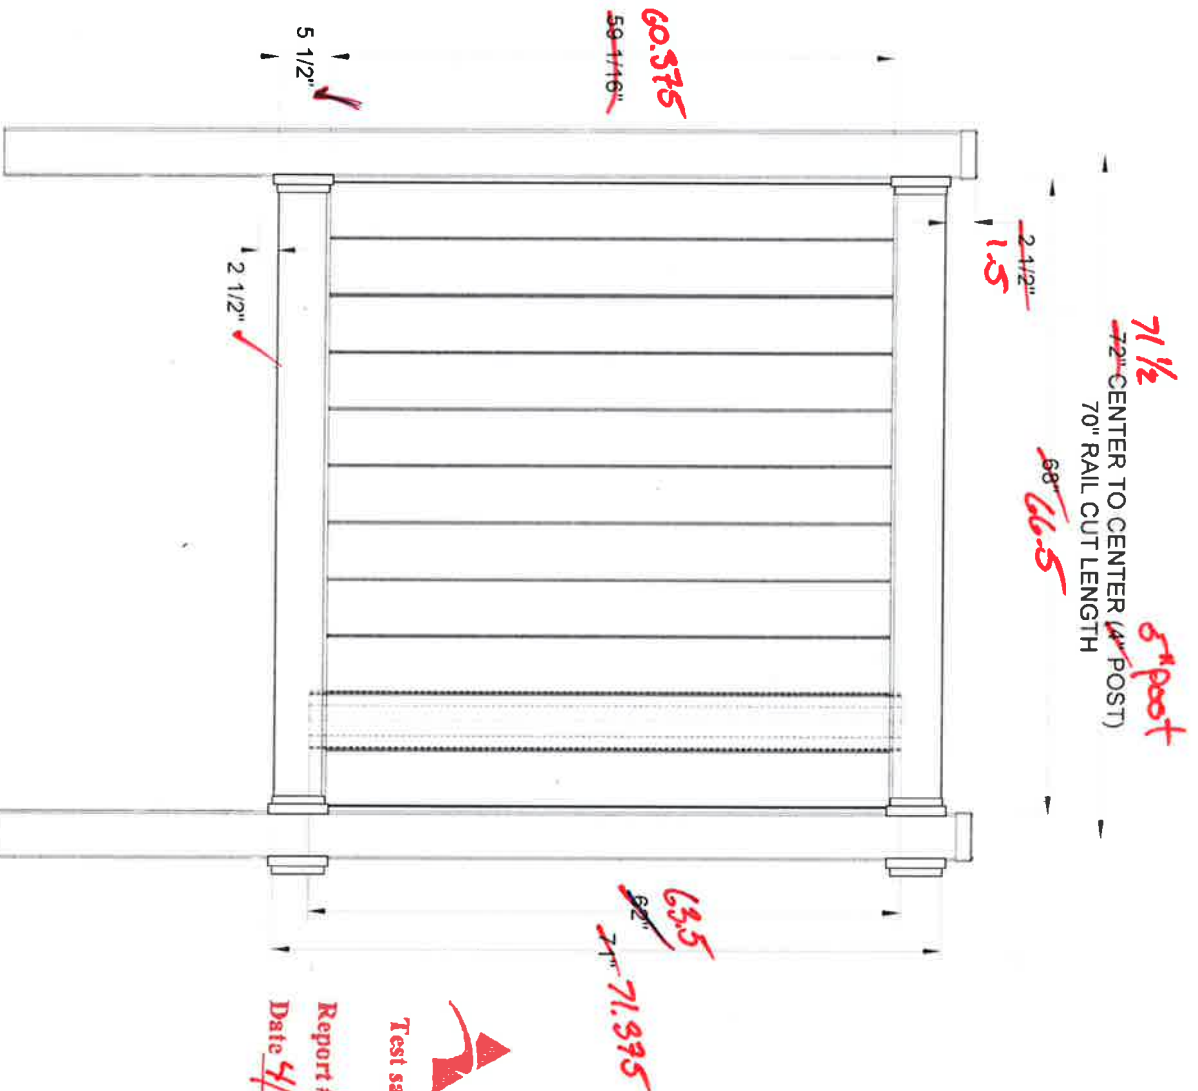 71 1/2
72" CENTER TO CENTER (4" POST)
5" post
70" RAIL CUT LENGTH
68" 66.5
2 1/2"
1.5
60.375
59 1/16"
5 1/2"
2 1/2"
63.5
62"
71" 71.375
Test sa
Report #
Date 4/